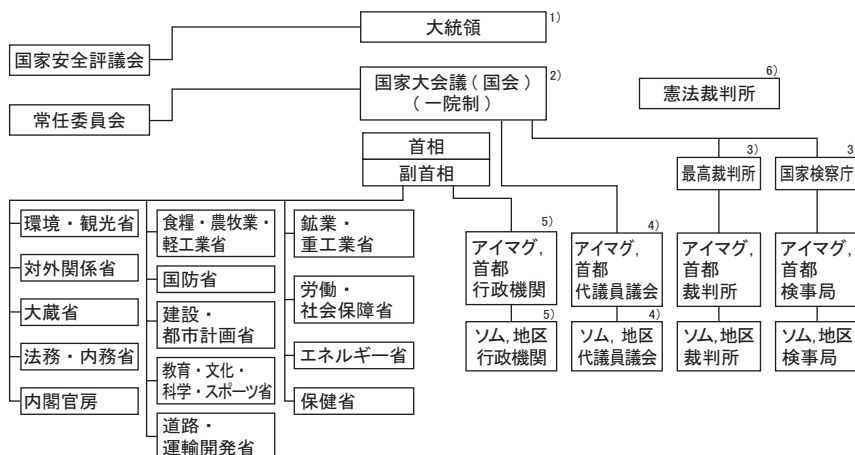 大統領
1)
国家安全評議会
国家大会議(国会)
(一院制)
2)
常任委員会
憲法裁判所
6)
首相
副首相
最高裁判所
3)
国家検察庁
3
環境・観光省
対外関係省
大蔵省
法務・内務省
内閣官房
食糧・農牧業・
軽工業省
国防省
建設・
都市計画省
教育・文化・
科学・スポーツ省
道路・
運輸開発省
鉱業・
重工業省
労働・
社会保障省
エネルギー省
保健省
5)
アイマグ,
首都
行政機関
5)
ソム,地区
行政機関
4)
アイマグ,
首都
代議員議会
4)
ソム, 地区
代議員議会
アイマグ,
首都
裁判所
ソム,地区
裁判所
アイマグ,
首都
検事局
ソム,地区
検事局